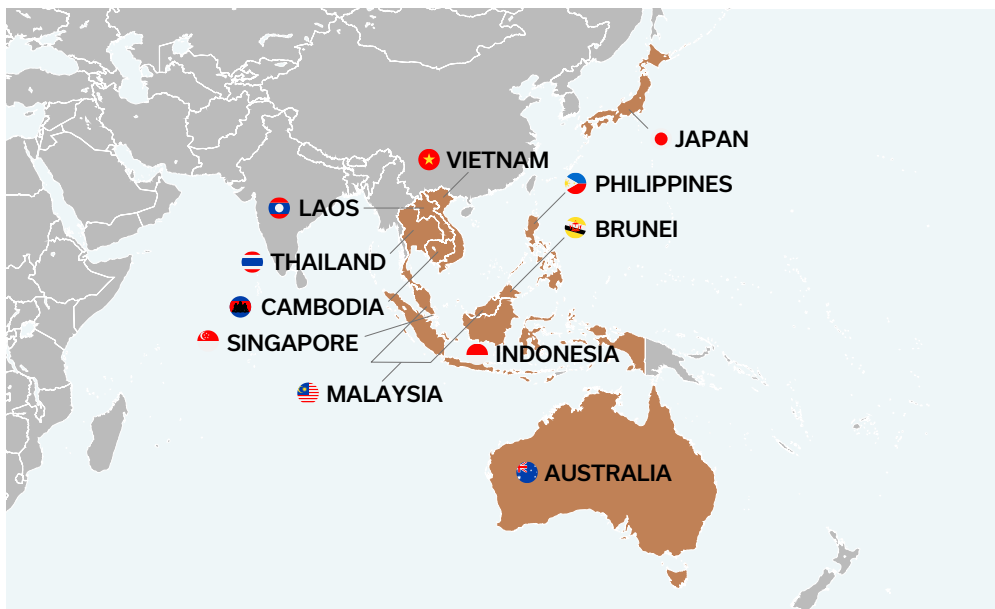 JAPAN
VIETNAM
PHILIPPINES
LAOS
BRUNEI
THAILAND
CAMBODIA
SINGAPORE
INDONESIA
MALAYSIA
AUSTRALIA